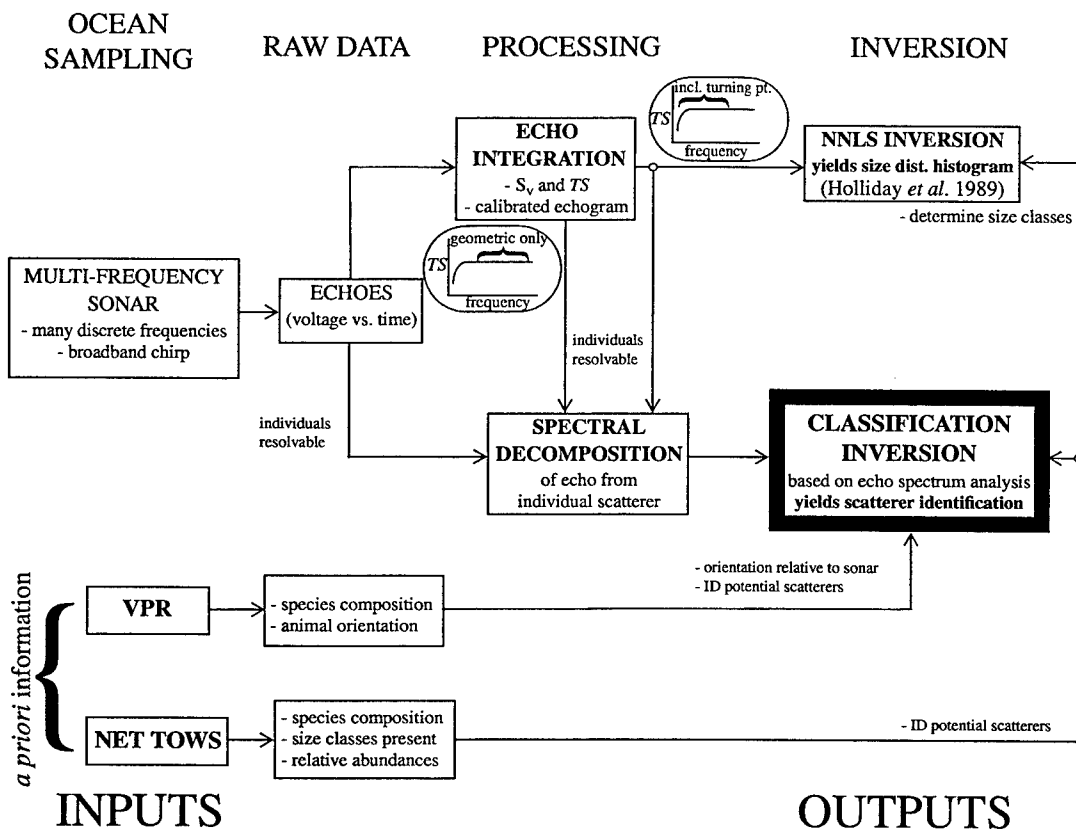 OCEAN
SAMPLING
RAW DATA
PROCESSING
INVERSION
incl. turning pt.
TS
frequency
ECHO
INTEGRATION
- Sv and TS
- calibrated echogram
NNLS INVERSION
yields size dist. histogram
(Holliday et al. 1989)
- determine size classes
geometric only
TS
frequency
MULTI-FREQUENCY
SONAR
- many discrete frequencies
- broadband chirp
ECHOES
(voltage vs. time)
individuals
resolvable
individuals
resolvable
SPECTRAL
DECOMPOSITION
of echo from
individual scatterer
CLASSIFICATION
INVERSION
based on echo spectrum analysis
yields scatterer identification
- orientation relative to sonar
- ID potential scatterers
a priori information
VPR
- species composition
- animal orientation
NET TOWS
- species composition
- size classes present
- relative abundances
- ID potential scatterers
INPUTS
OUTPUTS